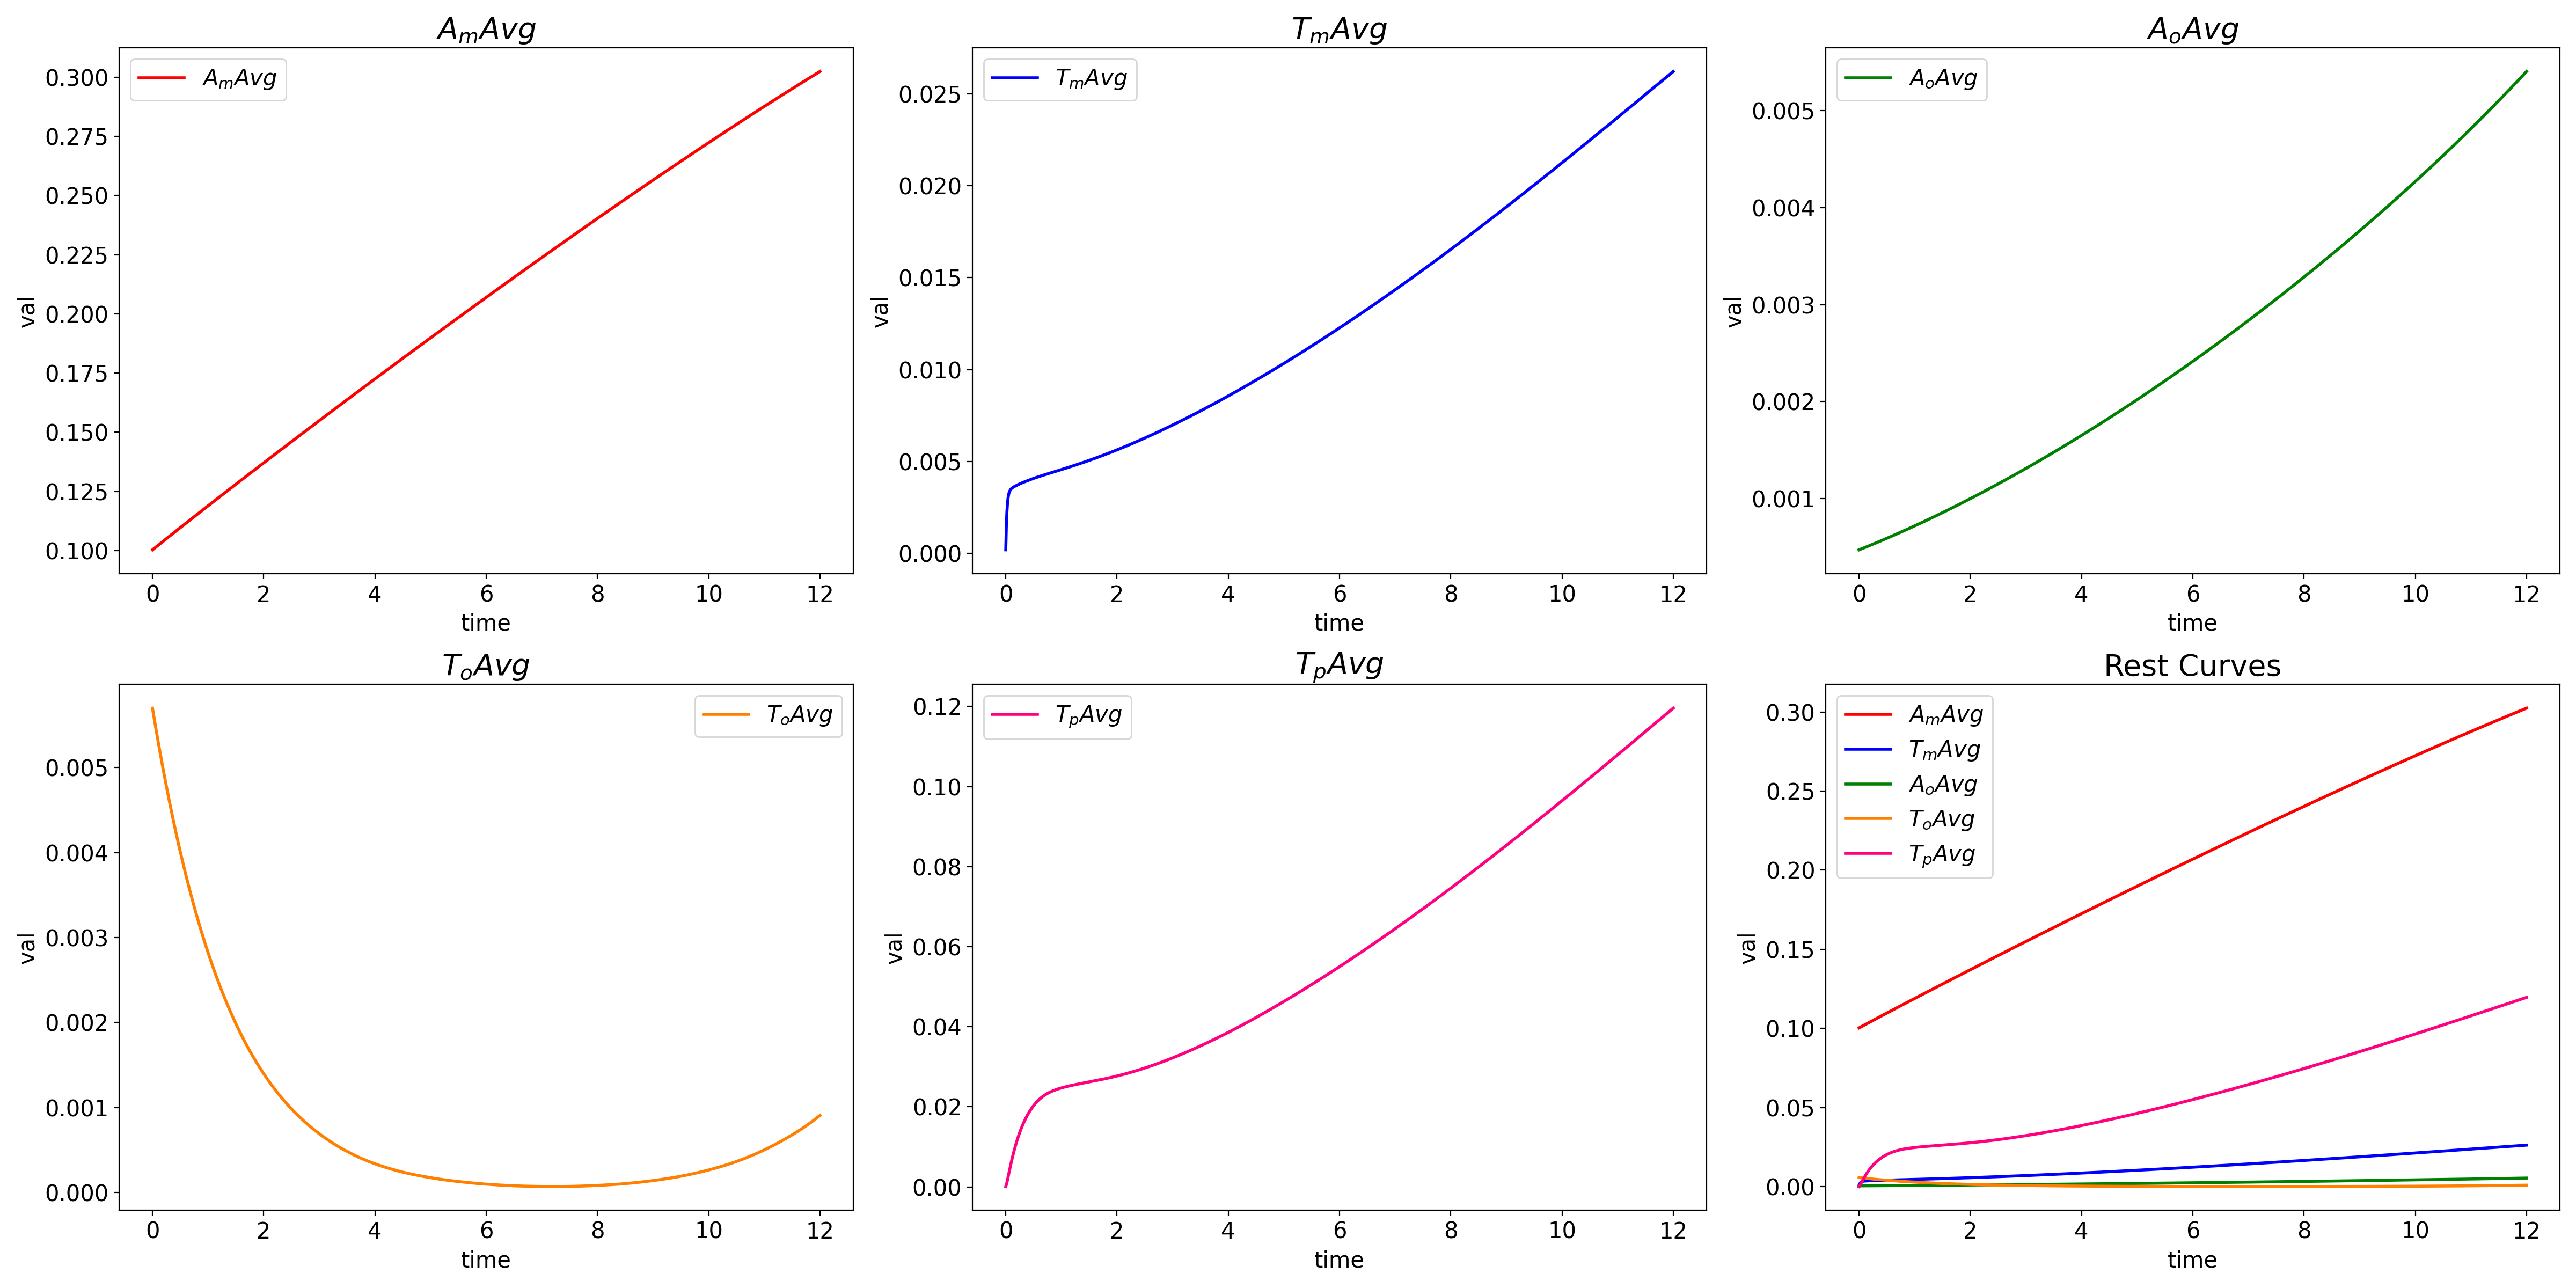 A_mAvg
A_mAvg
0.300
0.275
0.250
0.225
0.200
0.175
0.150
0.125
0.100
val
0 2 4 6 8 10 12
time
T_mAvg
T_mAvg
0.025
0.020
0.015
0.010
0.005
0.000
val
0 2 4 6 8 10 12
time
A_oAvg
A_oAvg
0.005
0.004
0.003
0.002
0.001
val
0 2 4 6 8 10 12
time
T_oAvg
T_oAvg
0.005
0.004
0.003
0.002
0.001
0.000
val
0 2 4 6 8 10 12
time
T_pAvg
T_pAvg
0.12
0.10
0.08
0.06
0.04
0.02
0.00
val
0 2 4 6 8 10 12
time
Rest Curves
A_mAvg
T_mAvg
A_oAvg
T_oAvg
T_pAvg
0.30
0.25
0.20
0.15
0.10
0.05
0.00
val
0 2 4 6 8 10 12
time